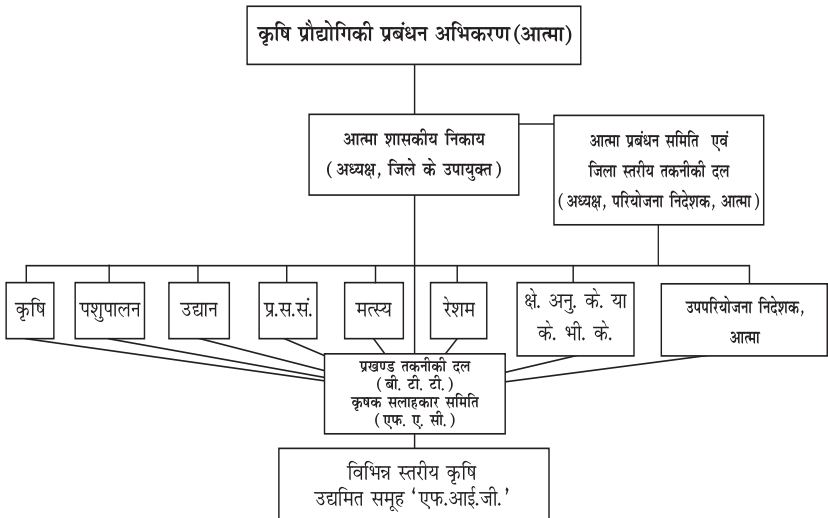 कृषि प्रौद्योगिकी प्रबंधन अभिकरण (आत्मा)
आत्मा शासकीय निकाय
(अध्यक्ष, जिले के उपायुक्त)
आत्मा प्रबंधन समिति एवं
जिला स्तरीय तकनीकी दल
(अध्यक्ष, परियोजना निदेशक, आत्मा)
कृषि
पशुपालन
उद्यान
प्र.स.सं.
मत्स्य
रेशम
क्षे. अनु. के. या
के. भी. के.
उपपरियोजना निदेशक,
आत्मा
प्रखण्ड तकनीकी दल
(बी. टी. टी.)
कृषक सलाहकार समिति
(एफ. ए. सी.)
विभिन्न स्तरीय कृषि
उद्यमित समूह ‘एफ.आई.जी.’